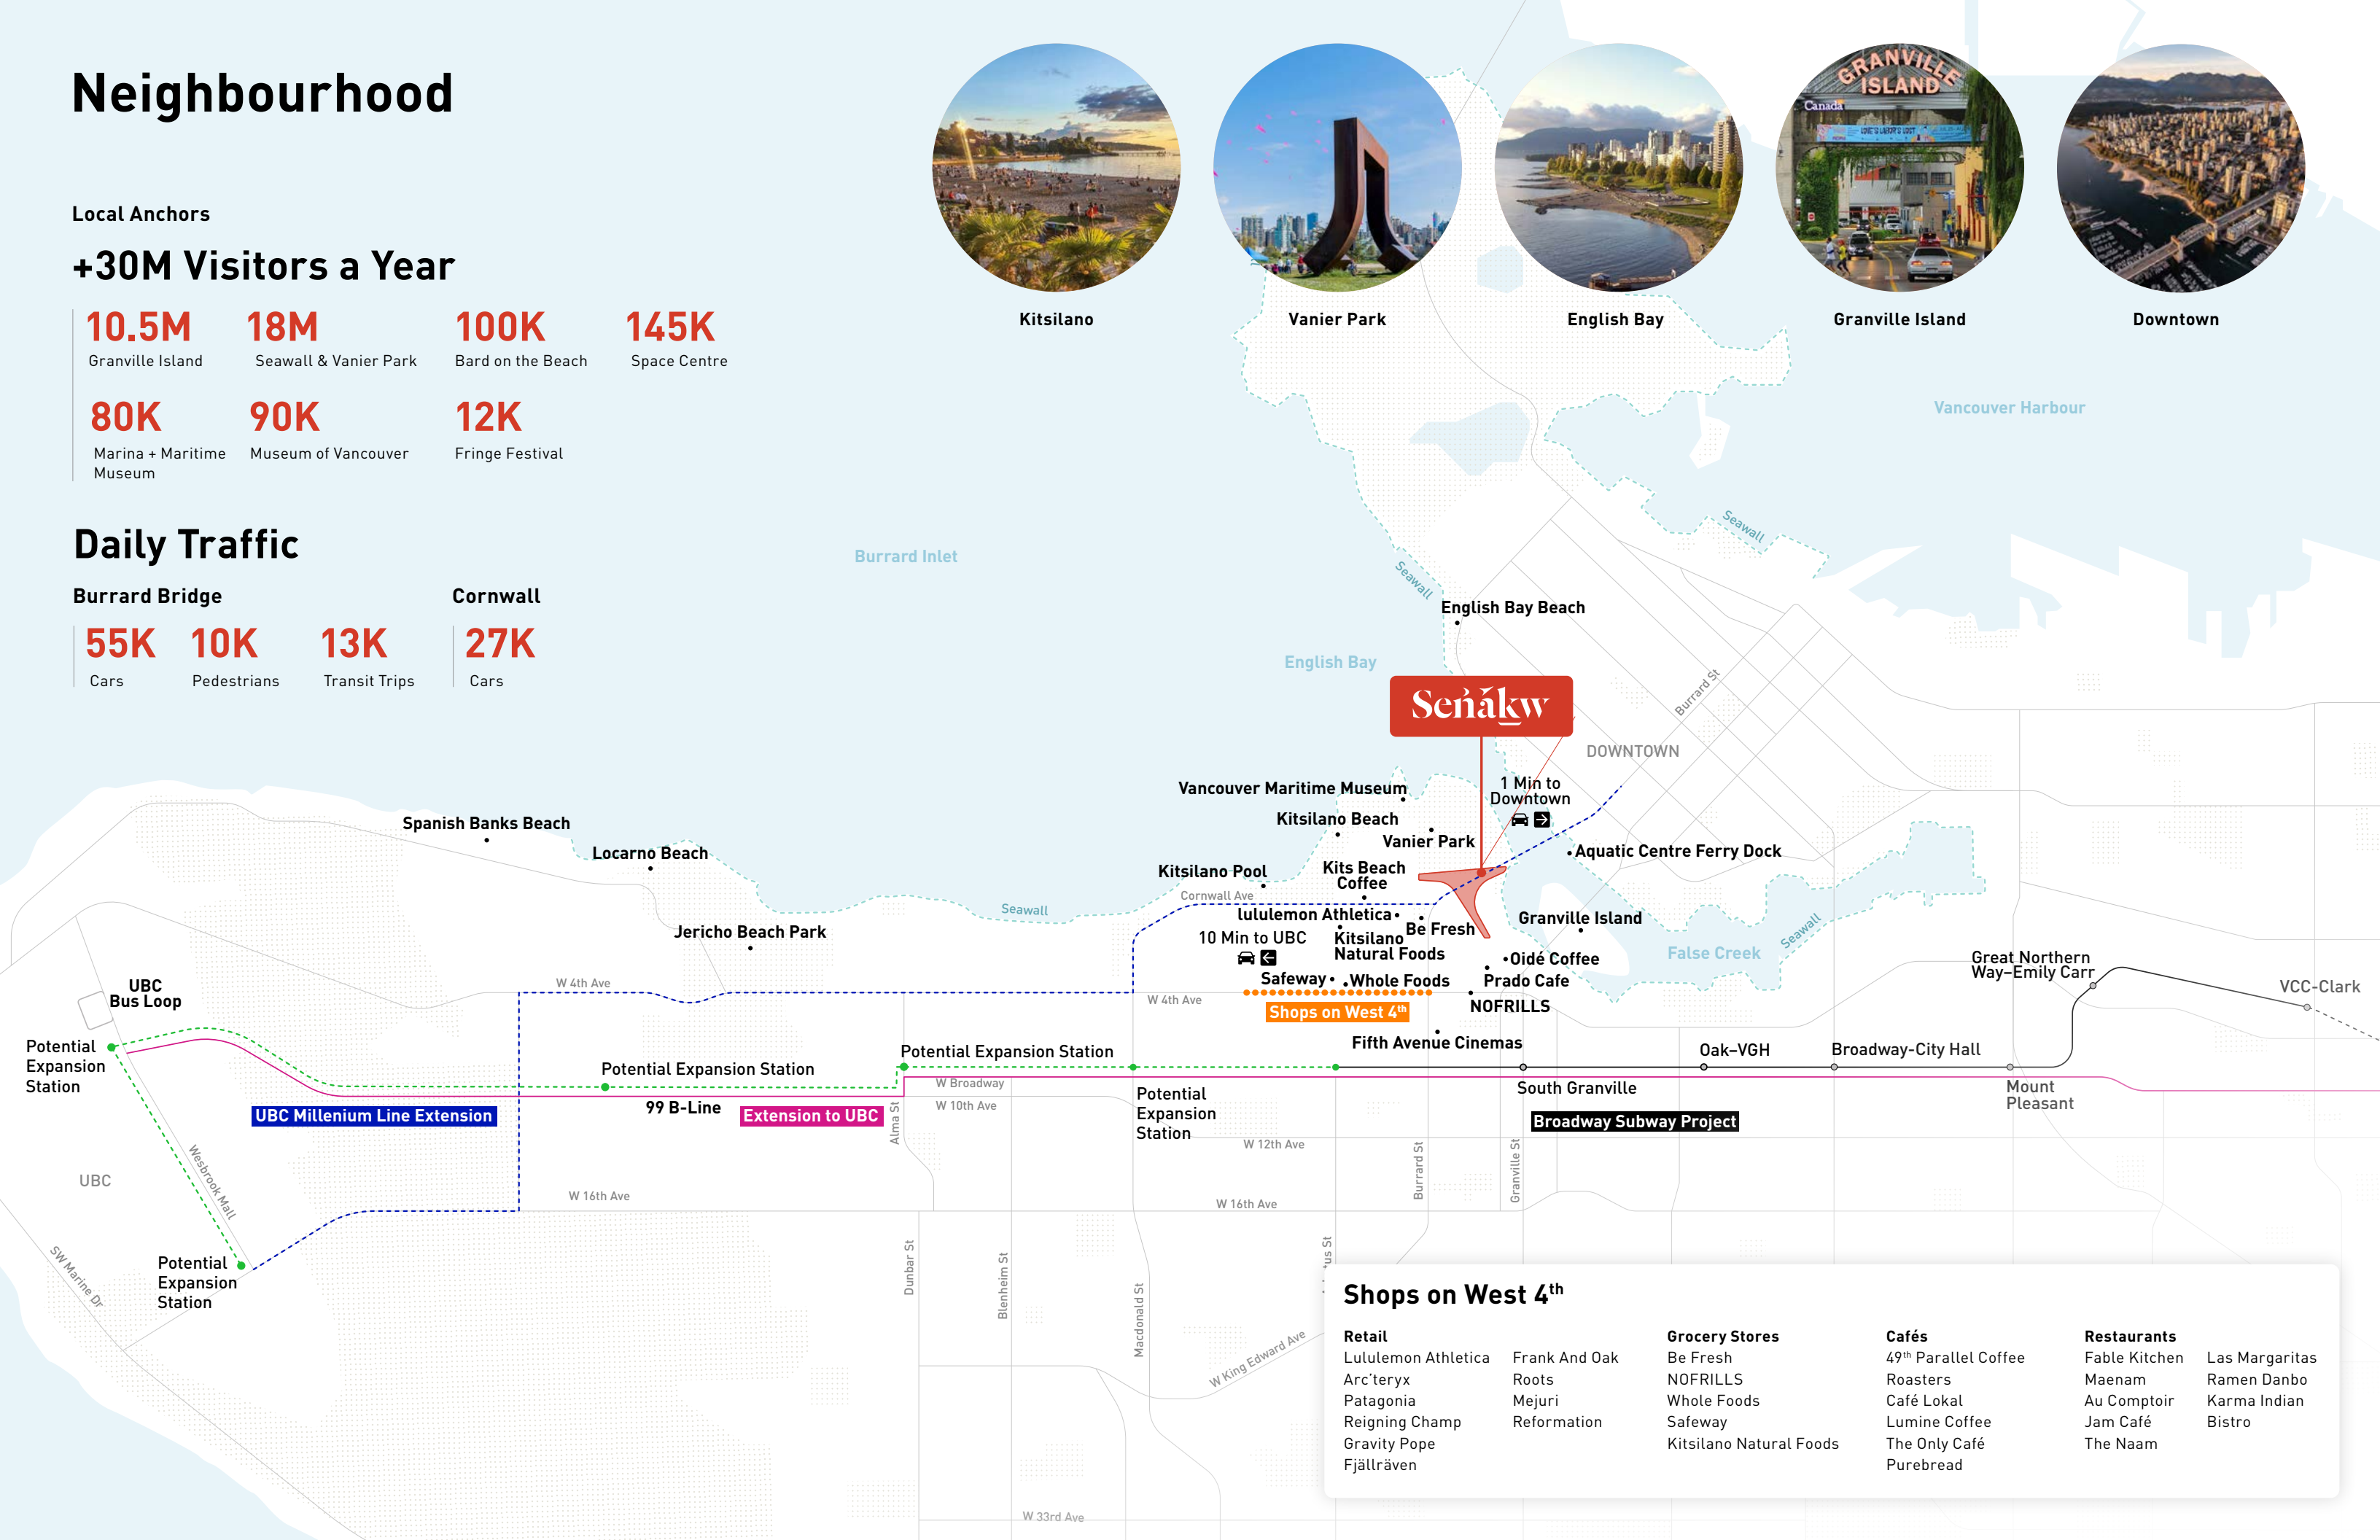 Neighbourhood
Local Anchors
+30M Visitors a Year
10.5M
Granville Island
18M
Seawall & Vanier Park
100K
Bard on the Beach
145K
Space Centre
80K
Marina + Maritime
Museum
90K
Museum of Vancouver
12K
Fringe Festival
Daily Traffic
Burrard Bridge
55K
Cars
10K
Pedestrians
13K
Transit Trips
Cornwall
27K
Cars
GRANVILLE
ISLAND
Canada
Kitsilano
Vanier Park
English Bay
Granville Island
Downtown
Vancouver Harbour
Seawall
Burrard Inlet
Seawall
English Bay Beach
English Bay
Burrard St
Seńáḵw
DOWNTOWN
1 Min to
Downtown
Vancouver Maritime Museum
Kitsilano Beach
Vanier Park
Aquatic Centre Ferry Dock
Spanish Banks Beach
Locarno Beach
Kitsilano Pool
Kits Beach
Coffee
Cornwall Ave
Seawall
lululemon Athletica
Be Fresh
Granville Island
Jericho Beach Park
10 Min to UBC
Kitsilano
Natural Foods
Seawall
False Creek
Oidé Coffee
Prado Cafe
Great Northern
Way–Emily Carr
VCC-Clark
UBC
Bus Loop
W 4th Ave
W 4th Ave
Safeway
Whole Foods
NOFRILLS
Shops on West 4th
Fifth Avenue Cinemas
Potential
Expansion
Station
Potential Expansion Station
Potential Expansion Station
Oak–VGH
Broadway-City Hall
W Broadway
South Granville
Mount
Pleasant
UBC Millenium Line Extension
99 B-Line
Extension to UBC
Alma St
W 10th Ave
Potential
Expansion
Station
Broadway Subway Project
W 12th Ave
Burrard St
Granville St
Wesbrook Mall
UBC
W 16th Ave
W 16th Ave
SW Marine Dr
Potential
Expansion
Station
Dunbar St
Blenheim St
Macdonald St
W King Edward Ave
W 33rd Ave
Shops on West 4th
Retail
Lululemon Athletica
Arc'teryx
Patagonia
Reigning Champ
Gravity Pope
Fjällräven
Frank And Oak
Roots
Mejuri
Reformation
Grocery Stores
Be Fresh
NOFRILLS
Whole Foods
Safeway
Kitsilano Natural Foods
Cafés
49th Parallel Coffee
Roasters
Café Lokal
Lumine Coffee
The Only Café
Purebread
Restaurants
Fable Kitchen
Maenam
Au Comptoir
Jam Café
The Naam
Las Margaritas
Ramen Danbo
Karma Indian
Bistro